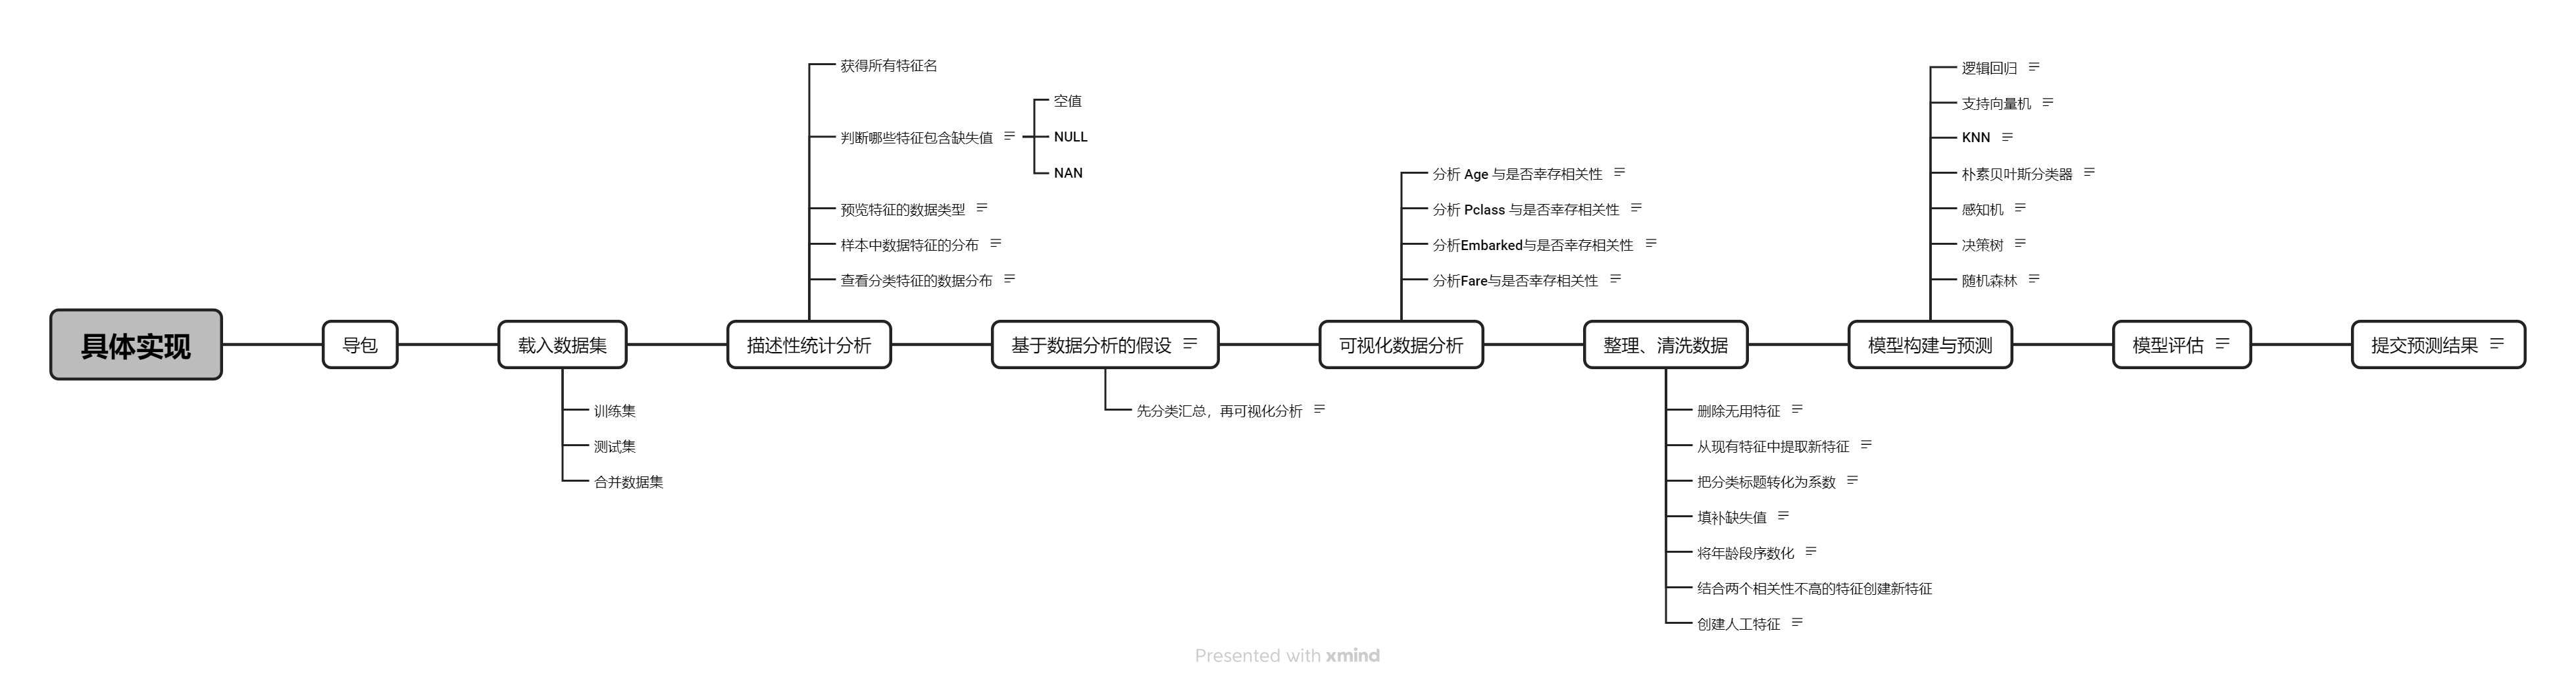 具体实现
导包
载入数据集
训练集
测试集
合并数据集
描述性统计分析
获得所有特征名
判断哪些特征包含缺失值
空值
NULL
NAN
预览特征的数据类型
样本中数据特征的分布
查看分类特征的数据分布
基于数据分析的假设
先分类汇总，再可视化分析
可视化数据分析
分析 Age 与是否幸存相关性
分析 Pclass 与是否幸存相关性
分析Embarked与是否幸存相关性
分析Fare与是否幸存相关性
整理、清洗数据
删除无用特征
从现有特征中提取新特征
把分类标题转化为系数
填补缺失值
将年龄段序数化
结合两个相关性不高的特征创建新特征
创建人工特征
模型构建与预测
逻辑回归
支持向量机
KNN
朴素贝叶斯分类器
感知机
决策树
随机森林
模型评估
提交预测结果
Presented with xmind